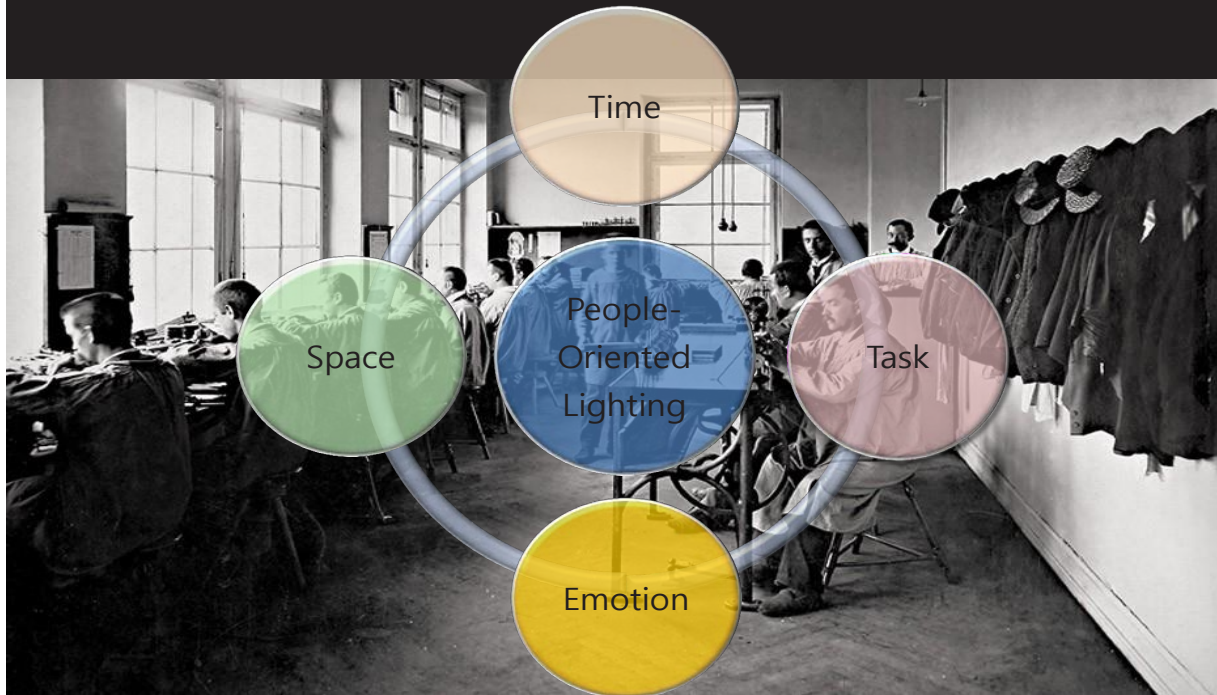 Time
Space
People-
Oriented
Lighting
Task
Emotion